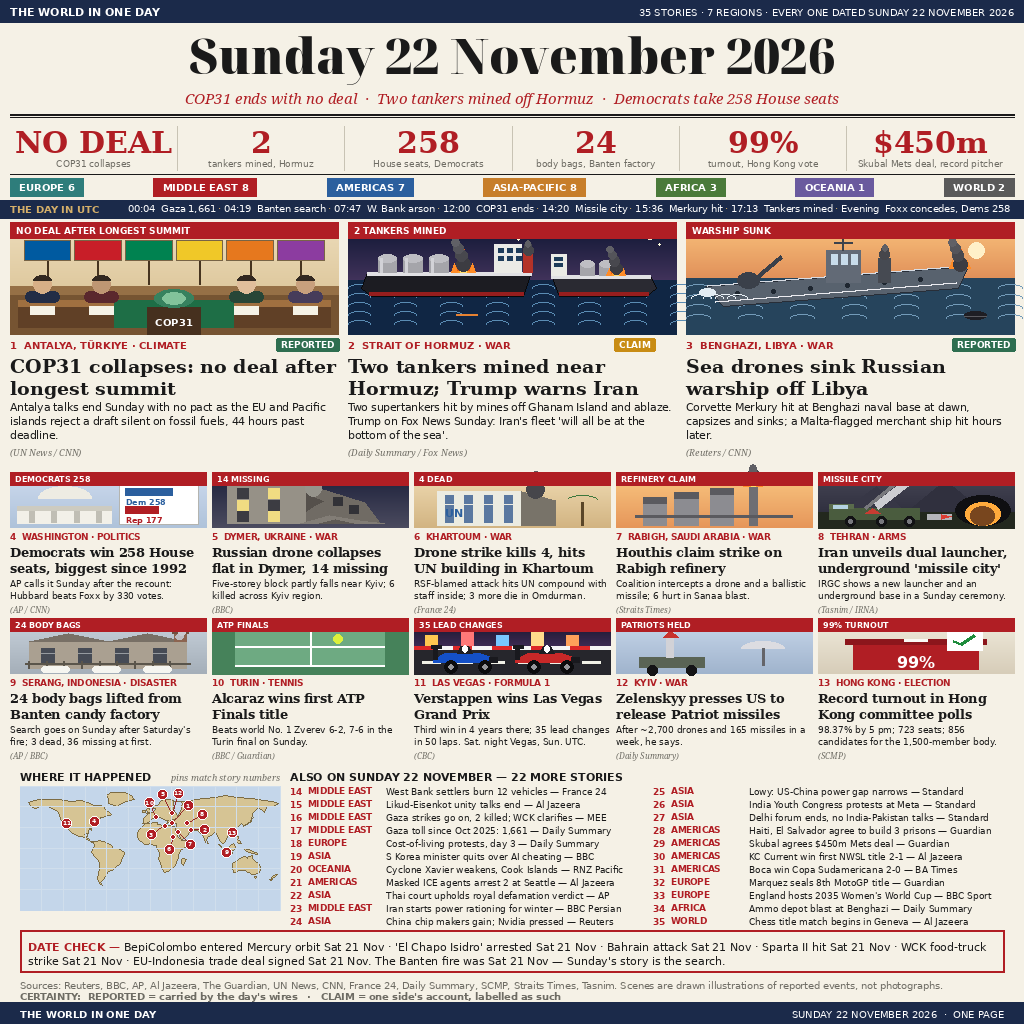 THE WORLD IN ONE DAY
35 STORIES · 7 REGIONS · EVERY ONE DATED SUNDAY 22 NOVEMBER 2026
Sunday 22 November 2026
COP31 ends with no deal · Two tankers mined off Hormuz · Democrats take 258 House seats
NO DEAL
COP31 collapses
2
tankers mined, Hormuz
258
House seats, Democrats
24
body bags, Banten factory
99%
turnout, Hong Kong vote
$450m
Skubal Mets deal, record pitcher
EUROPE 6
MIDDLE EAST 8
AMERICAS 7
ASIA-PACIFIC 8
AFRICA 3
OCEANIA 1
WORLD 2
THE DAY IN UTC
00:04 Gaza 1,661 · 04:19 Banten search · 07:47 W. Bank arson · 12:00 COP31 ends · 14:20 Missile city · 15:36 Merkury hit · 17:13 Tankers mined · Evening Foxx concedes, Dems 258
NO DEAL AFTER LONGEST SUMMIT
COP31
1 ANTALYA, TÜRKIYE · CLIMATE
REPORTED
COP31 collapses: no deal after
longest summit
Antalya talks end Sunday with no pact as the EU and Pacific
islands reject a draft silent on fossil fuels, 44 hours past
deadline.
(UN News / CNN)
2 TANKERS MINED
2 STRAIT OF HORMUZ · WAR
CLAIM
Two tankers mined near
Hormuz; Trump warns Iran
Two supertankers hit by mines off Ghanam Island and ablaze.
Trump on Fox News Sunday: Iran's fleet 'will all be at the
bottom of the sea'.
(Daily Summary / Fox News)
WARSHIP SUNK
3 BENGHAZI, LIBYA · WAR
REPORTED
Sea drones sink Russian
warship off Libya
Corvette Merkury hit at Benghazi naval base at dawn,
capsizes and sinks; a Malta-flagged merchant ship hit hours
later.
(Reuters / CNN)
DEMOCRATS 258
Dem 258
Rep 177
4 WASHINGTON · POLITICS
Democrats win 258 House
seats, biggest since 1992
AP calls it Sunday after the recount:
Hubbard beats Foxx by 330 votes.
(AP / CNN)
14 MISSING
5 DYMER, UKRAINE · WAR
Russian drone collapses
flat in Dymer, 14 missing
Five-storey block partly falls near Kyiv; 6
killed across Kyiv region.
(BBC)
4 DEAD
UN
6 KHARTOUM · WAR
Drone strike kills 4, hits
UN building in Khartoum
RSF-blamed attack hits UN compound with
staff inside; 3 more die in Omdurman.
(France 24)
REFINERY CLAIM
7 RABIGH, SAUDI ARABIA · WAR
Houthis claim strike on
Rabigh refinery
Coalition intercepts a drone and a ballistic
missile; 6 hurt in Sanaa blast.
(Straits Times)
MISSILE CITY
8 TEHRAN · ARMS
Iran unveils dual launcher,
underground 'missile city'
IRGC shows a new launcher and an
underground base in a Sunday ceremony.
(Tasnim / IRNA)
24 BODY BAGS
9 SERANG, INDONESIA · DISASTER
24 body bags lifted from
Banten candy factory
Search goes on Sunday after Saturday's
fire; 3 dead, 36 missing at first.
(AP / BBC)
ATP FINALS
10 TURIN · TENNIS
Alcaraz wins first ATP
Finals title
Beats world No. 1 Zverev 6-2, 7-6 in the
Turin final on Sunday.
(BBC / Guardian)
35 LEAD CHANGES
11 LAS VEGAS · FORMULA 1
Verstappen wins Las Vegas
Grand Prix
Third win in 4 years there; 35 lead changes
in 50 laps. Sat. night Vegas, Sun. UTC.
(CBC)
PATRIOTS HELD
12 KYIV · WAR
Zelenskyy presses US to
release Patriot missiles
After ~2,700 drones and 165 missiles in a
week, he says.
(Daily Summary)
99% TURNOUT
99%
13 HONG KONG · ELECTION
Record turnout in Hong
Kong committee polls
98.37% by 5 pm; 723 seats; 856
candidates for the 1,500-member body.
(SCMP)
WHERE IT HAPPENED
pins match story numbers
ALSO ON SUNDAY 22 NOVEMBER — 22 MORE STORIES
14 MIDDLE EAST West Bank settlers burn 12 vehicles — France 24
15 MIDDLE EAST Likud-Eisenkot unity talks end — Al Jazeera
16 MIDDLE EAST Gaza strikes go on, 2 killed; WCK clarifies — MEE
17 MIDDLE EAST Gaza toll since Oct 2025: 1,661 — Daily Summary
18 EUROPE Cost-of-living protests, day 3 — Daily Summary
19 ASIA S Korea minister quits over AI cheating — BBC
20 OCEANIA Cyclone Xavier weakens, Cook Islands — RNZ Pacific
21 AMERICAS Masked ICE agents arrest 2 at Seattle — Al Jazeera
22 ASIA Thai court upholds royal defamation verdict — AP
23 MIDDLE EAST Iran starts power rationing for winter — BBC Persian
24 ASIA China chip makers gain; Nvidia pressed — Reuters
25 ASIA Lowy: US-China power gap narrows — Standard
26 ASIA India Youth Congress protests at Meta — Standard
27 ASIA Delhi forum ends, no India-Pakistan talks — Standard
28 AMERICAS Haiti, El Salvador agree to build 3 prisons — Guardian
29 AMERICAS Skubal agrees $450m Mets deal — Guardian
30 AMERICAS KC Current win first NWSL title 2-1 — Al Jazeera
31 AMERICAS Boca win Copa Sudamericana 2-0 — BA Times
32 EUROPE Marquez seals 8th MotoGP title — Guardian
33 EUROPE England hosts 2035 Women's World Cup — BBC Sport
34 AFRICA Ammo depot blast at Benghazi — Daily Summary
35 WORLD Chess title match begins in Geneva — Al Jazeera
DATE CHECK — BepiColombo entered Mercury orbit Sat 21 Nov · 'El Chapo Isidro' arrested Sat 21 Nov · Bahrain attack Sat 21 Nov · Sparta II hit Sat 21 Nov · WCK food-truck
strike Sat 21 Nov · EU-Indonesia trade deal signed Sat 21 Nov. The Banten fire was Sat 21 Nov — Sunday's story is the search.
Sources: Reuters, BBC, AP, Al Jazeera, The Guardian, UN News, CNN, France 24, Daily Summary, SCMP, Straits Times, Tasnim. Scenes are drawn illustrations of reported events, not photographs.
CERTAINTY: REPORTED = carried by the day's wires · CLAIM = one side's account, labelled as such
THE WORLD IN ONE DAY
SUNDAY 22 NOVEMBER 2026 · ONE PAGE